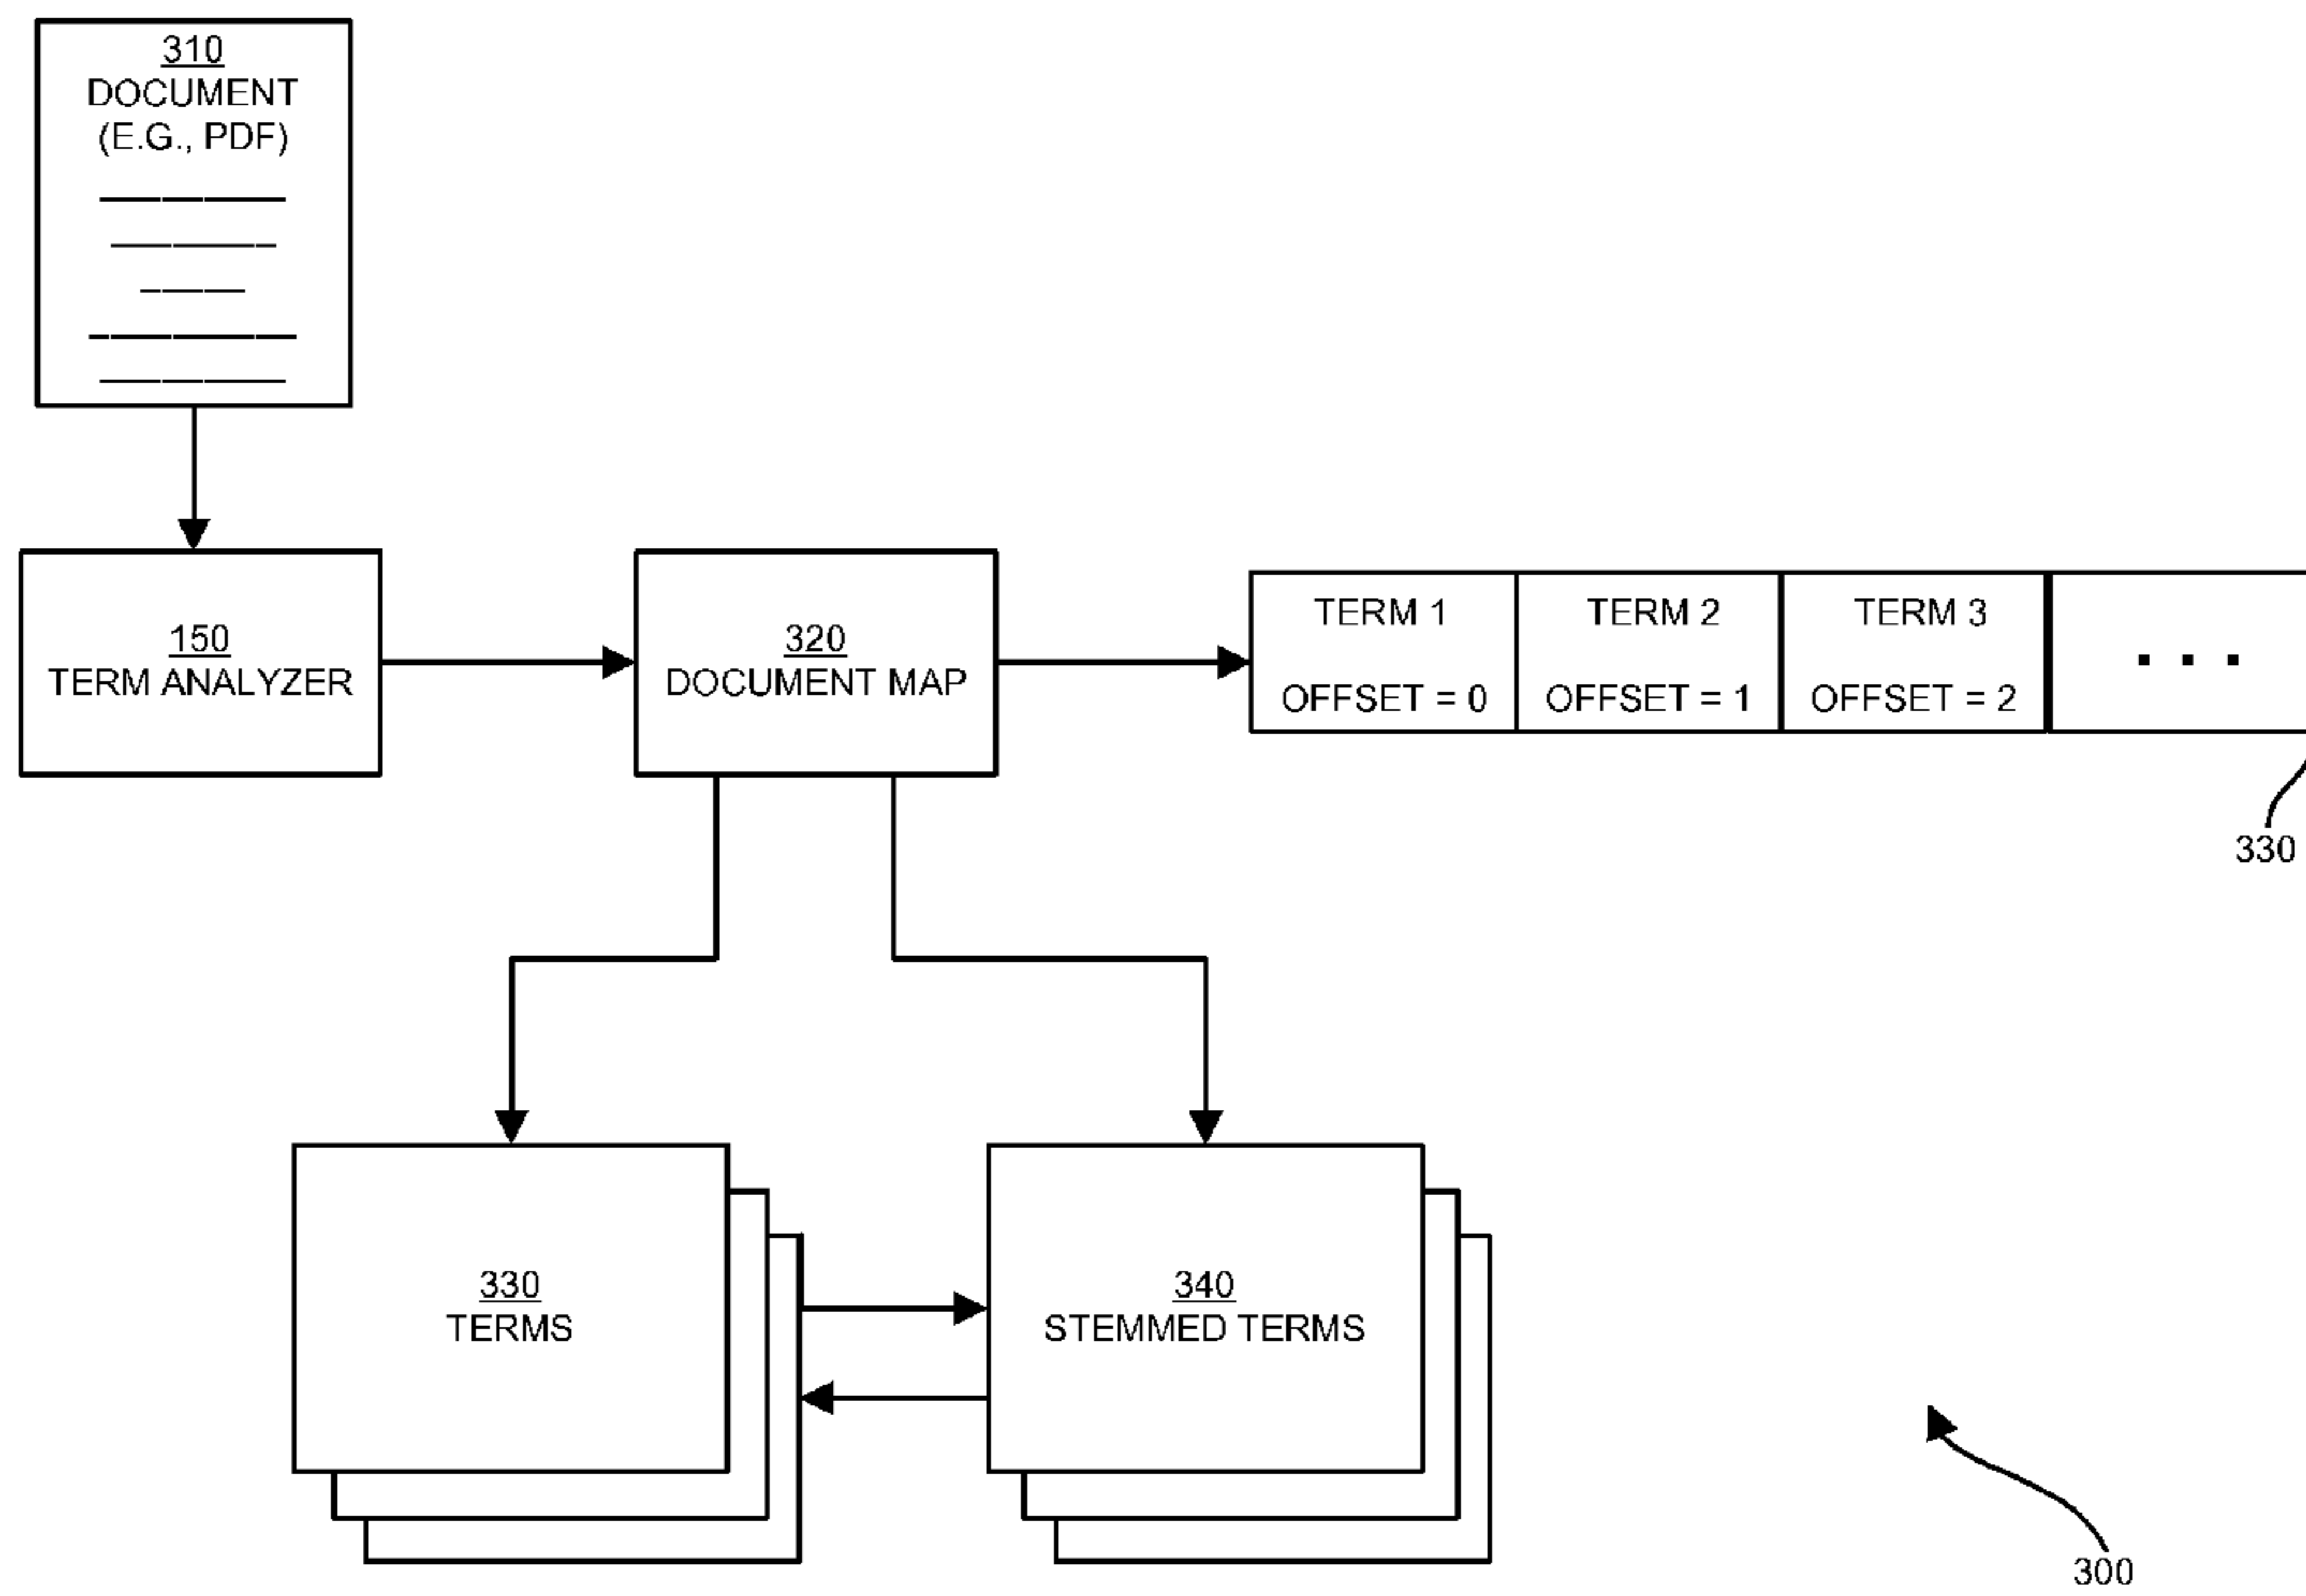 310
DOCUMENT
(E.G., PDF)
150
TERM ANALYZER
320
DOCUMENT MAP
TERM 1
OFFSET = 0
TERM 2
OFFSET = 1
TERM 3
OFFSET = 2
. . .
330
330
TERMS
340
STEMMED TERMS
300